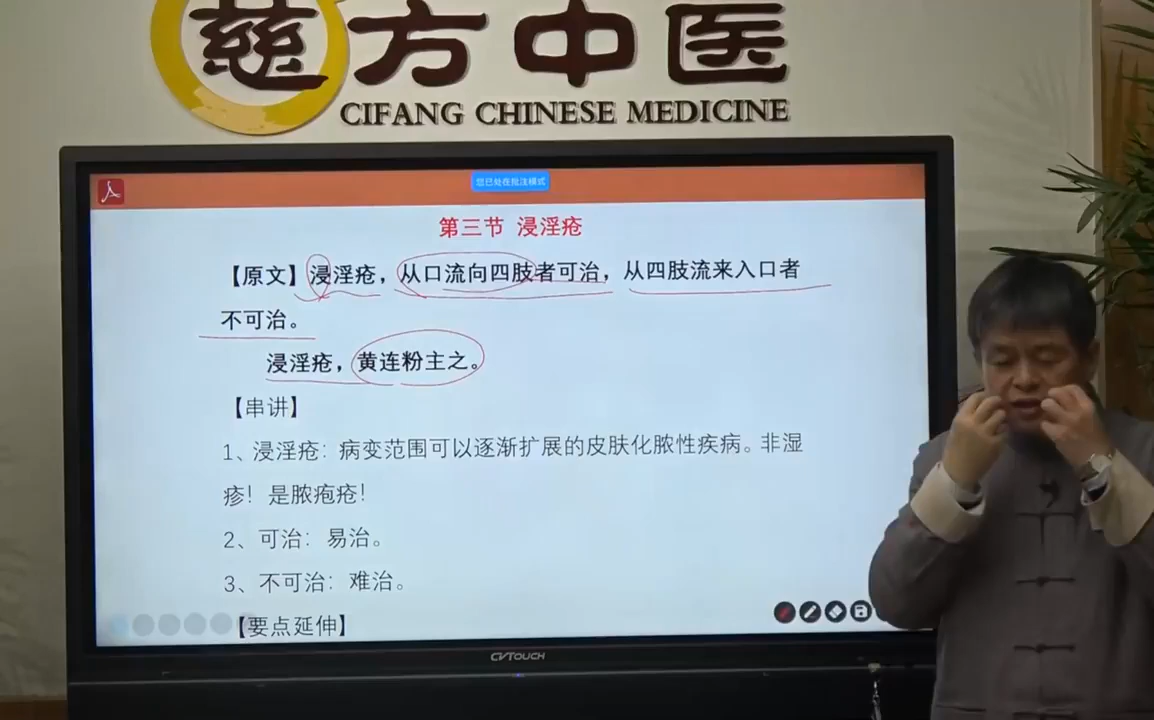 慈方中医
CIFANG CHINESE MEDICINE
您已处在批注模式
第三节 浸淫疮
【原文】浸淫疮，从口流向四肢者可治，从四肢流来入口者
不可治。
浸淫疮，黄连粉主之。
【串讲】
1、浸淫疮：病变范围可以逐渐扩展的皮肤化脓性疾病。非湿
疹！是脓疱疮！
2、可治：易治。
3、不可治：难治。
【要点延伸】
CVTOUCH